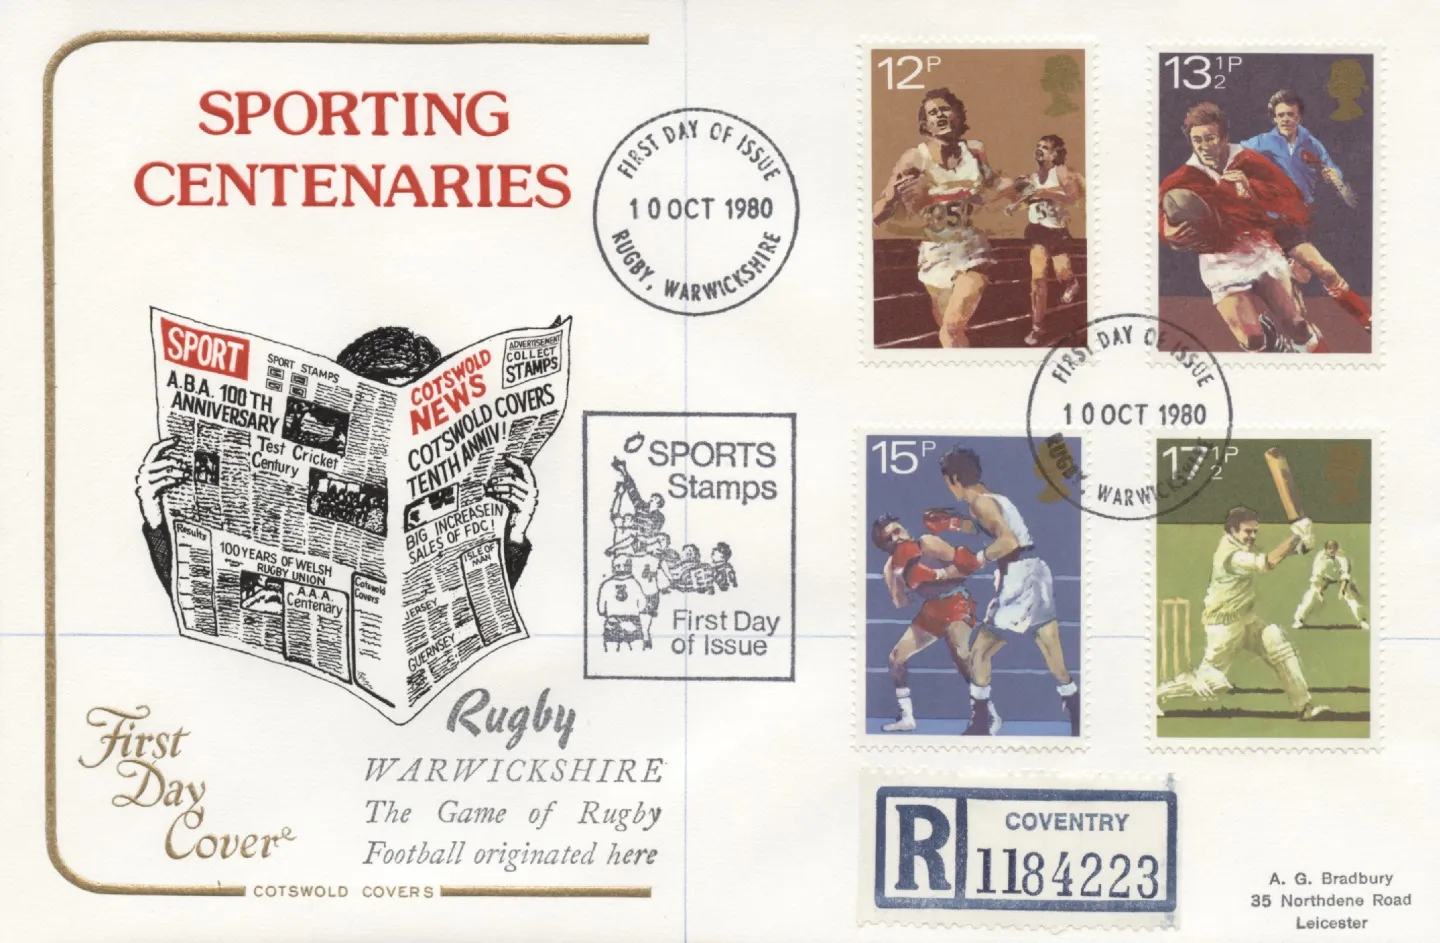 SPORTING
CENTENARIES
FIRST DAY OF ISSUE
10 OCT 1980
RUGBY, WARWICKSHIRE
SPORT
A.B.A. 100TH
ANNIVERSARY
SPORT STAMPS
Test Cricket
Century
Results
100 YEARS OF WELSH
RUGBY UNION
A.A.A.
Centenary
Cotswold
Covers
COTSWOLD
NEWS
ADVERTISEMENT
COLLECT
STAMPS
COTSWOLD COVERS
TENTH ANNIV!
BIG INCREASE IN
SALES OF FDC!
ISLE OF
MAN
JERSEY
GUERNSEY
SPORTS
Stamps
3
First Day
of Issue
First
Day
Cover
COTSWOLD COVERS
Rugby
WARWICKSHIRE
The Game of Rugby
Football originated here
12P
13½P
FIRST DAY OF ISSUE
10 OCT 1980
RUGBY, WARWICKSHIRE
15P
17½P
R
COVENTRY
1184223
A. G. Bradbury
35 Northdene Road
Leicester